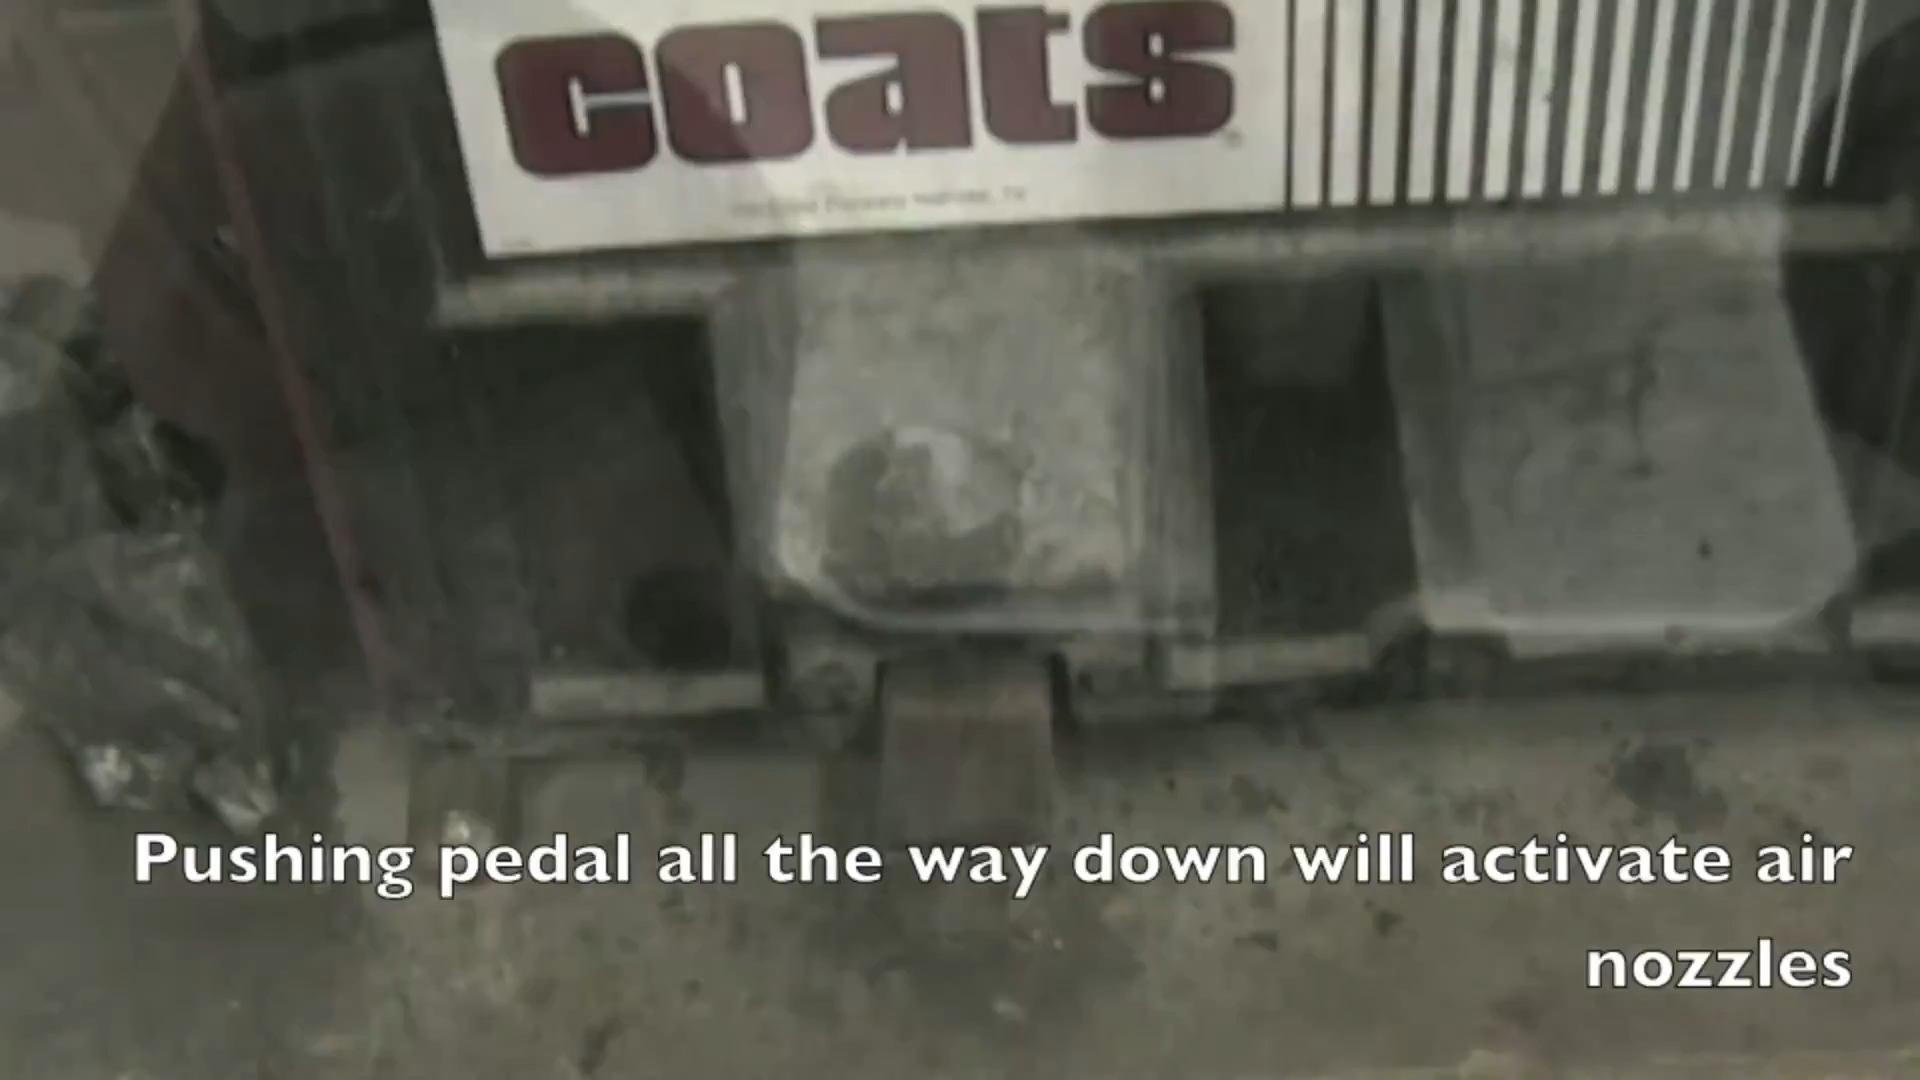 coats
Pushing pedal all the way down will activate air
nozzles